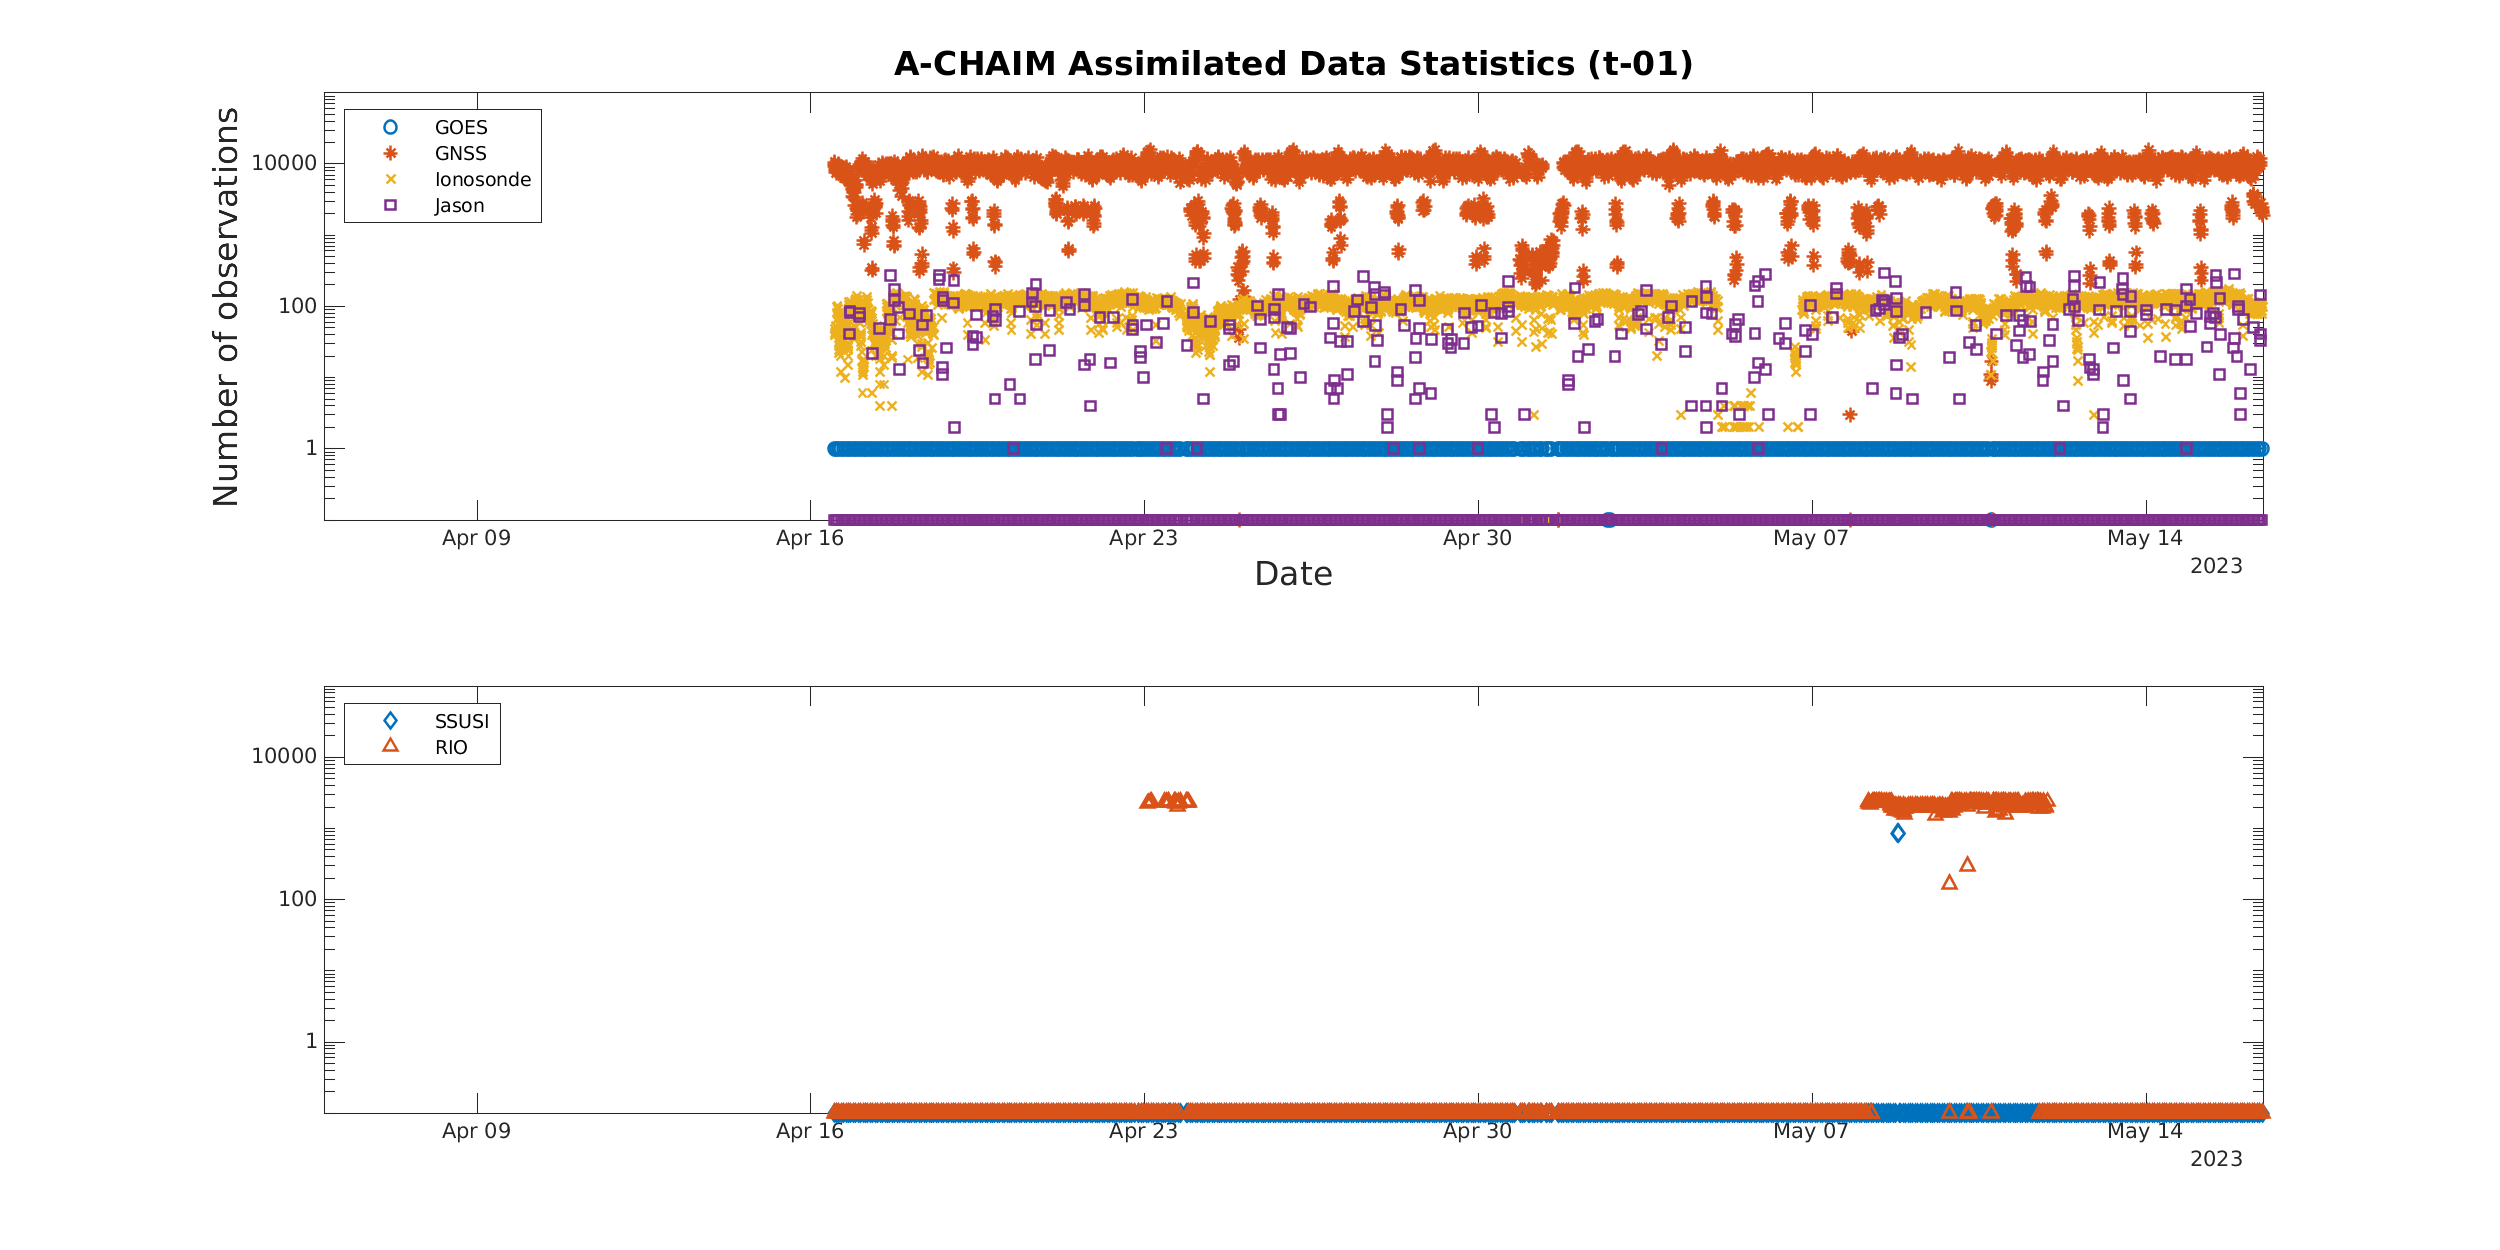 A-CHAIM Assimilated Data Statistics (t-01)
Number of observations
GOES
GNSS
Ionosonde
Jason
10000
100
1
Apr 09 Apr 16 Apr 23 Apr 30 May 07 May 14
2023
Date
SSUSI
RIO
10000
100
1
Apr 09 Apr 16 Apr 23 Apr 30 May 07 May 14
2023